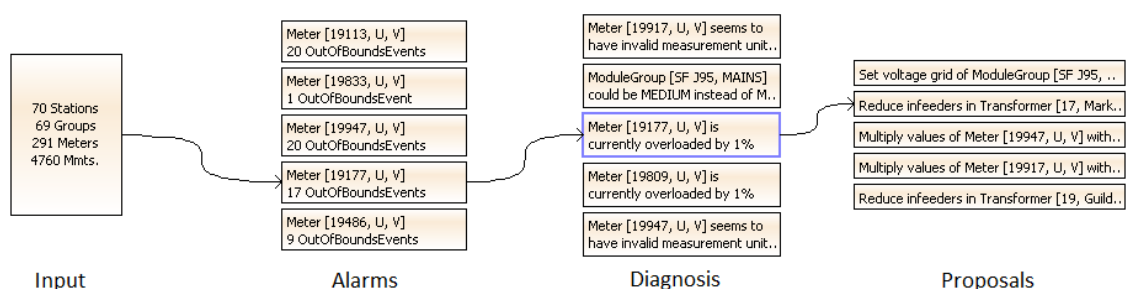 70 Stations
69 Groups
291 Meters
4760 Mmts.
Input
Meter [19113, U, V]
20 OutOfBoundsEvents
Meter [19833, U, V]
1 OutOfBoundsEvent
Meter [19947, U, V]
20 OutOfBoundsEvents
Meter [19177, U, V]
17 OutOfBoundsEvents
Meter [19486, U, V]
9 OutOfBoundsEvents
Alarms
Meter [19917, U, V] seems to
have invalid measurement unit..
ModuleGroup [SF J95, MAINS]
could be MEDIUM instead of M..
Meter [19177, U, V] is
currently overloaded by 1%
Meter [19809, U, V] is
currently overloaded by 1%
Meter [19947, U, V] seems to
have invalid measurement unit..
Diagnosis
Set voltage grid of ModuleGroup [SF J95, ..
Reduce infeeders in Transformer [17, Mark..
Multiply values of Meter [19947, U, V] with..
Multiply values of Meter [19917, U, V] with..
Reduce infeeders in Transformer [19, Guild..
Proposals